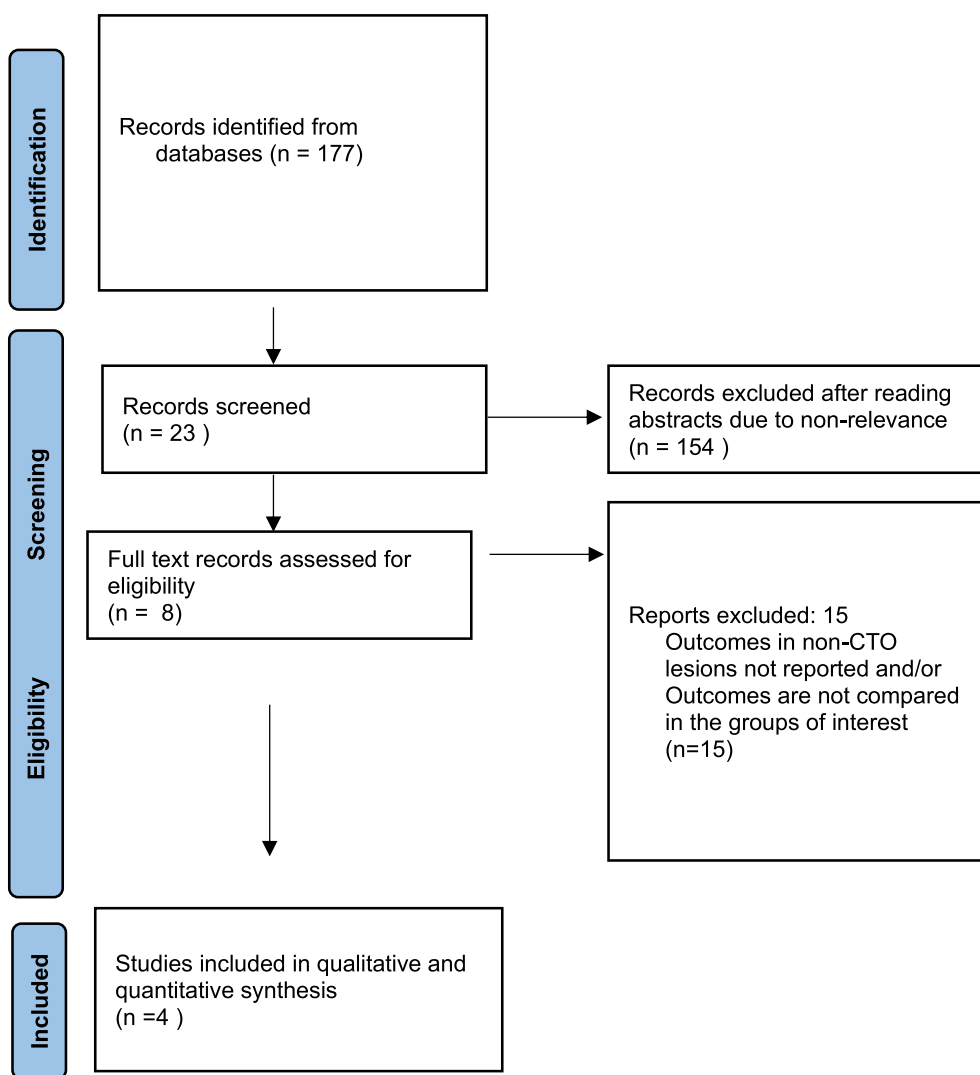 Identification
Records identified from
databases (n = 177)
Screening
Records screened
(n = 23 )
Records excluded after reading
abstracts due to non-relevance
(n = 154 )
Full text records assessed for
eligibility
(n =  8)
Eligibility
Reports excluded: 15
Outcomes in non-CTO
lesions not reported and/or
Outcomes are not compared
in the groups of interest
(n=15)
Included
Studies included in qualitative and
quantitative synthesis
(n =4 )